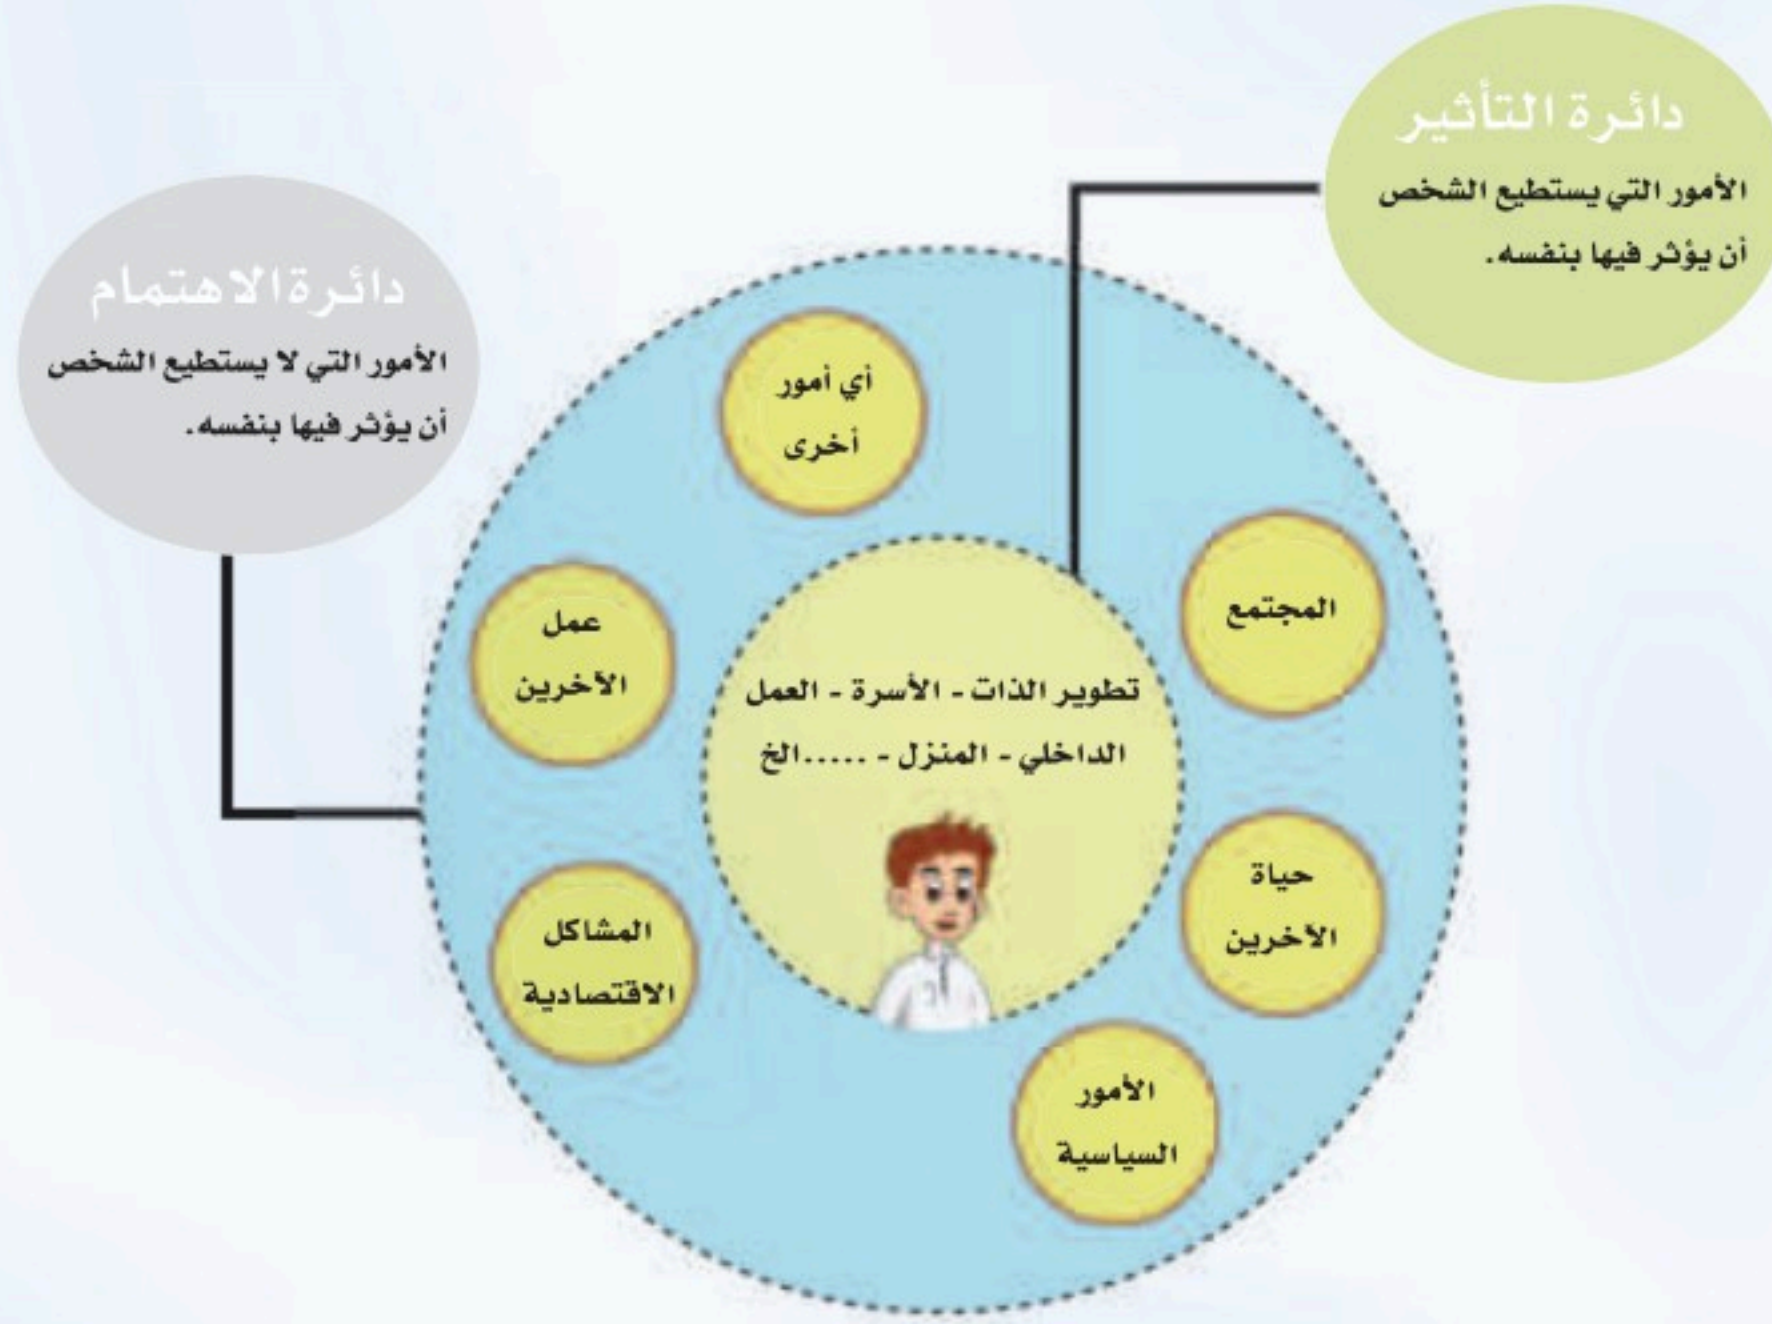 دائرة التأثير
الأمور التي يستطيع الشخص
أن يؤثر فيها بنفسه.
دائرة الاهتمام
الأمور التي لا يستطيع الشخص
أن يؤثر فيها بنفسه.
أي أمور
أخرى
المجتمع
عمل
الآخرين
تطوير الذات - الأسرة - العمل
الداخلي - المنزل - .....الخ
حياة
الآخرين
المشاكل
الاقتصادية
الأمور
السياسية